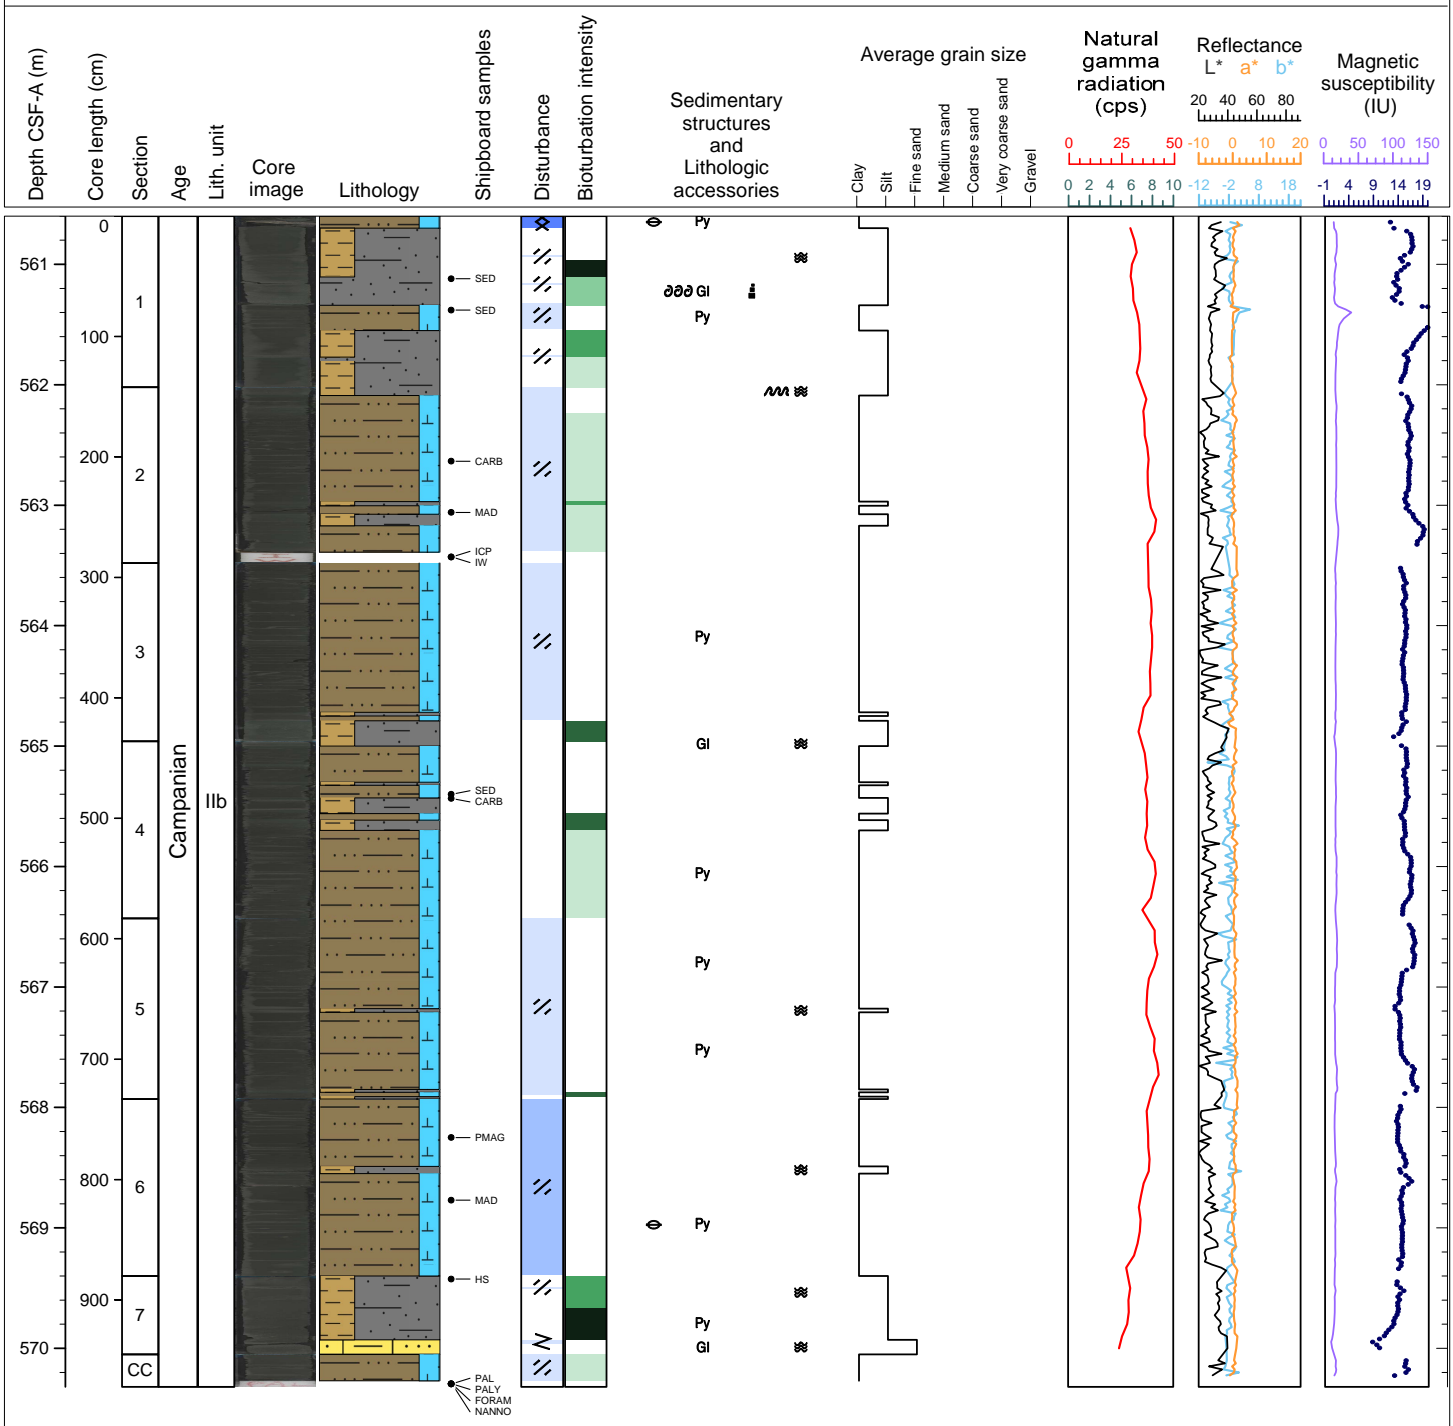 Depth CSF-A (m)
Core length (cm)
Section
Age
Lith. unit
Core
image
Lithology
Shipboard samples
Disturbance
Bioturbation intensity
Sedimentary
structures
and
Lithologic
accessories
Average grain size
Clay
Silt
Fine sand
Medium sand
Coarse sand
Very coarse sand
Gravel
Natural
gamma
radiation
(cps)
0 25 50
0 2 4 6 8 10
Reflectance
L* a* b*
20 40 60 80
-10 0 10 20
-12 -2 8 18
Magnetic
susceptibility
(IU)
0 50 100 150
-1 4 9 14 19
561
562
563
564
565
566
567
568
569
570
0
100
200
300
400
500
600
700
800
900
1
2
3
4
5
6
7
CC
Campanian
IIb
SED
SED
CARB
MAD
ICP
IW
SED
CARB
PMAG
MAD
HS
PAL
PALY
FORAM
NANNO
Py
Gl
Py
Py
Gl
Py
Py
Py
Py
Py
Gl